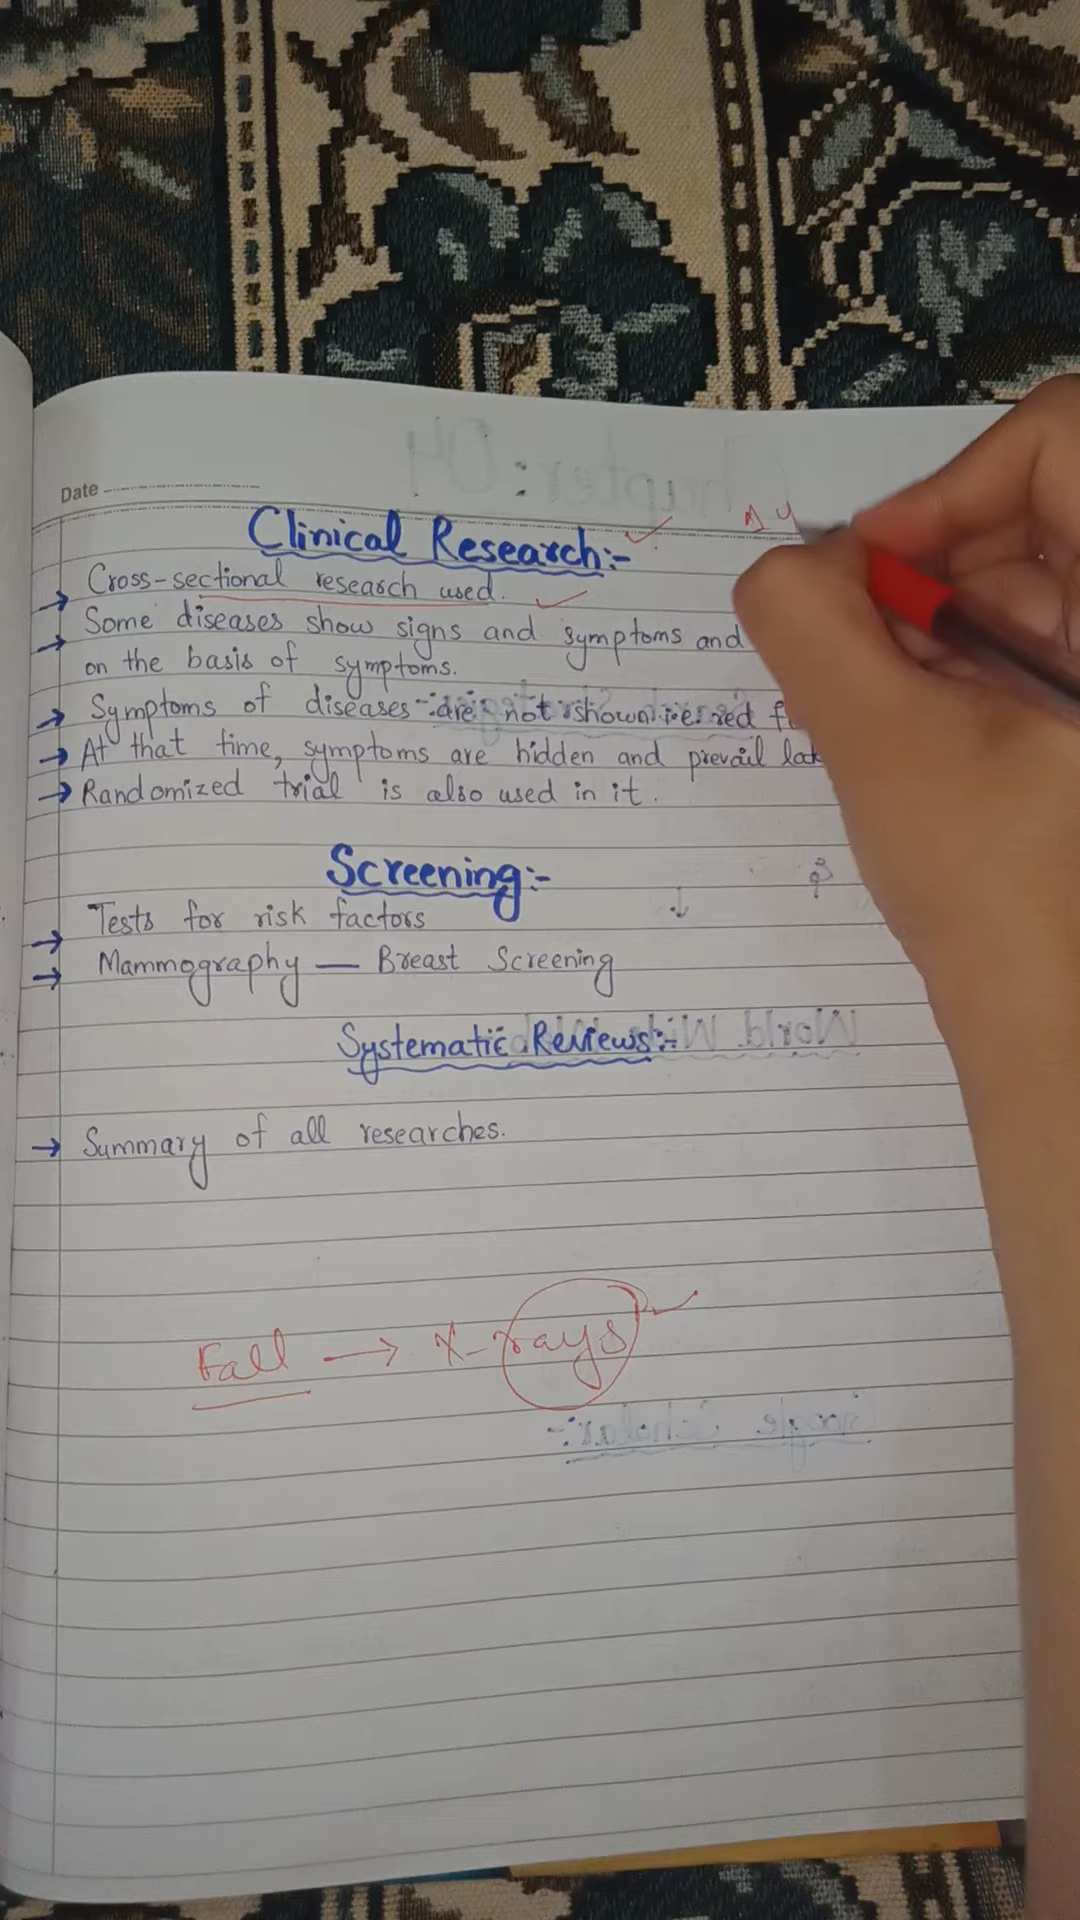 Date
Clinical Research:-
→ Cross-sectional research used.
→ Some diseases show signs and symptoms and
on the basis of symptoms.
→ Symptoms of diseases are not shown i.e. red
→ At that time, symptoms are hidden and prevail
→ Randomized trial is also used in it.
Screening:-
→ Tests for risk factors
→ Mammography — Breast Screening
Systematic Reviews:-
→ Summary of all researches.
Fall → X-rays